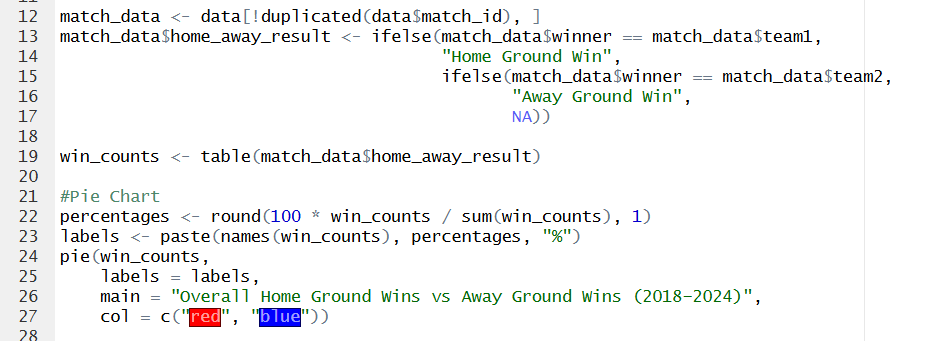 11
12 match_data <- data[!duplicated(data$match_id), ]
13 match_data$home_away_result <- ifelse(match_data$winner == match_data$team1,
14                                       "Home Ground Win",
15                                       ifelse(match_data$winner == match_data$team2,
16                                              "Away Ground Win",
17                                              NA))
18
19 win_counts <- table(match_data$home_away_result)
20
21 #Pie Chart
22 percentages <- round(100 * win_counts / sum(win_counts), 1)
23 labels <- paste(names(win_counts), percentages, "%")
24 pie(win_counts,
25     labels = labels,
26     main = "Overall Home Ground Wins vs Away Ground Wins (2018-2024)",
27     col = c("red", "blue"))
28